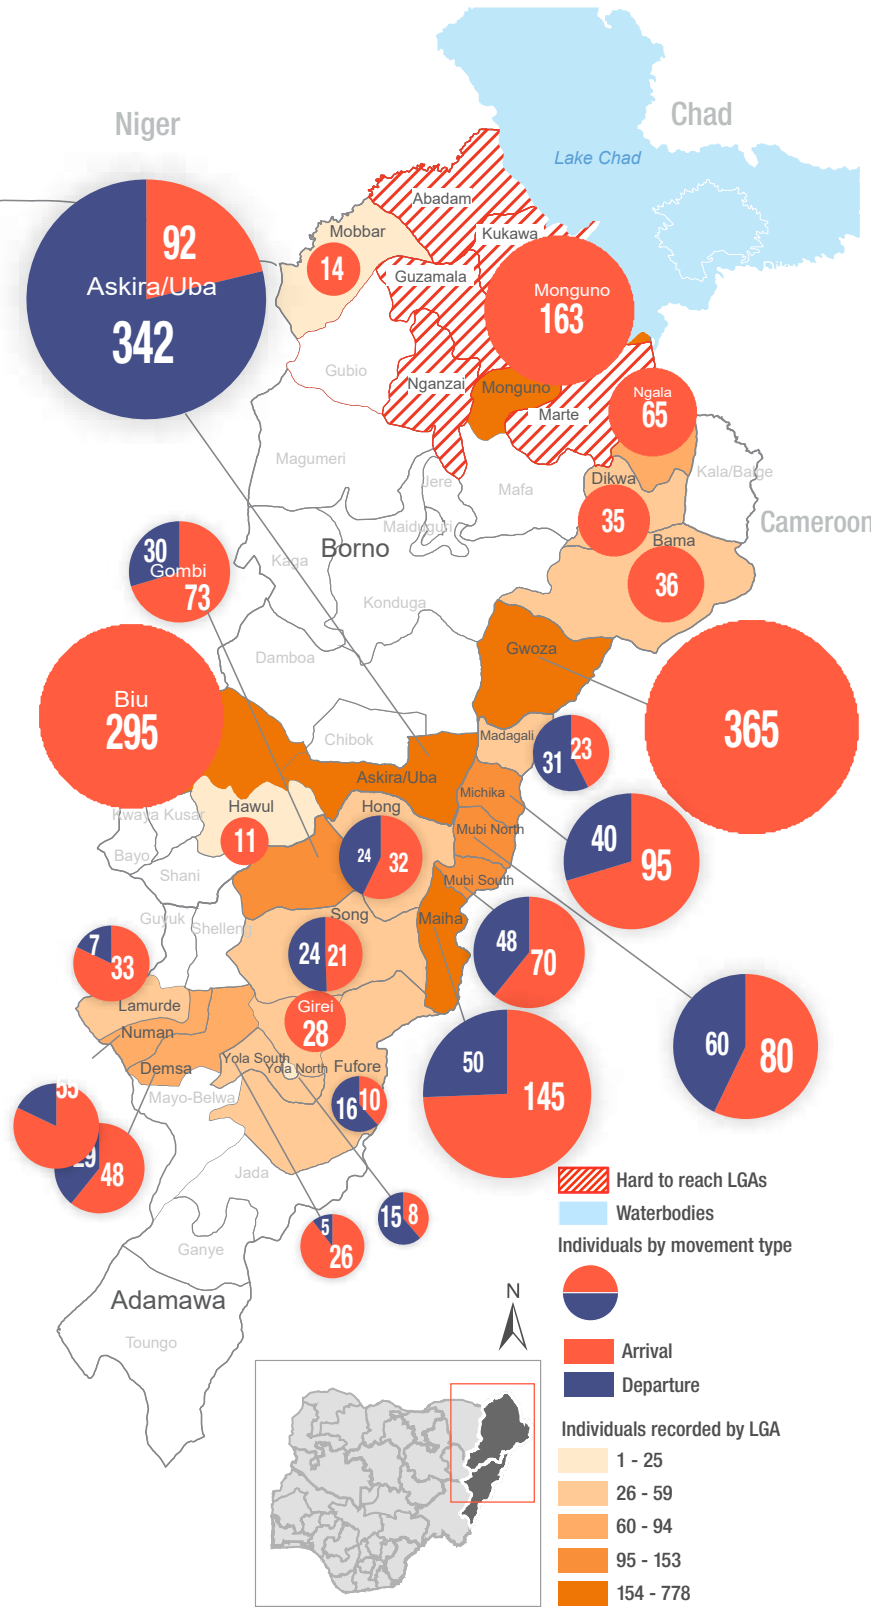 Niger
Chad
Lake Chad
Abadam
Mobbar
14
Kukawa
Guzamala
92
Askira/Uba
342
Monguno
163
Gubio
Nganzai
Monguno
Marte
Ngala
65
Magumeri
Jere
Mafa
Dikwa
35
Kala/Balge
Maiduguri
Cameroon
Borno
Bama
36
Kaga
30
Gombi
73
Konduga
Damboa
Gwoza
365
Biu
295
Chibok
Madagali
31
23
Askira/Uba
Michika
Hawul
11
Hong
24
32
Kwaya Kusar
Mubi North
40
95
Bayo
Shani
Mubi South
Guyuk
Shelleng
Song
24
21
Maiha
48
70
7
33
Lamurde
Girei
28
Numan
Demsa
Yola South
Yola North
Fufore
16
10
50
145
60
80
Mayo-Belwa
55
29
48
Jada
15
8
5
26
Ganye
Adamawa
Toungo
Hard to reach LGAs
Waterbodies
Individuals by movement type
Arrival
Departure
N
Individuals recorded by LGA
1 - 25
26 - 59
60 - 94
95 - 153
154 - 778